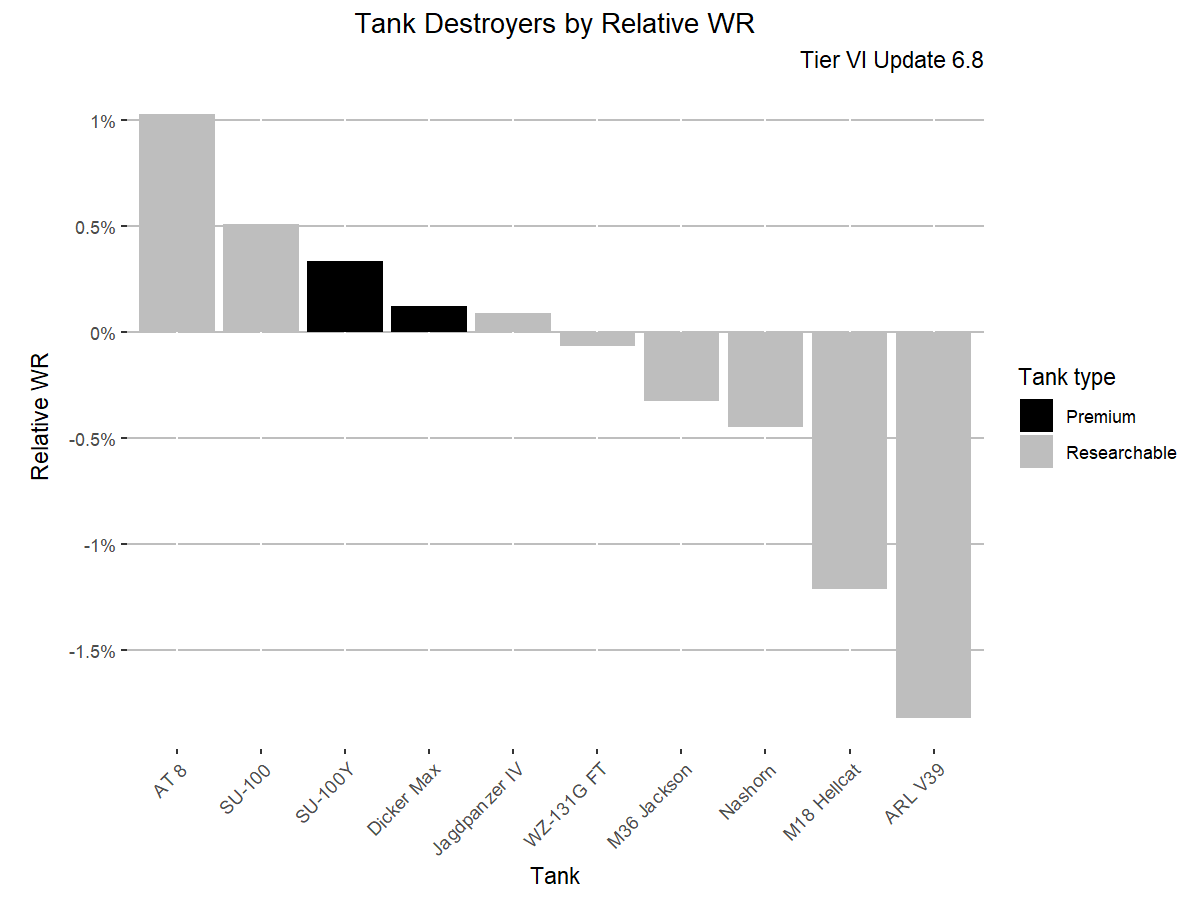 Tank Destroyers by Relative WR
Tier VI Update 6.8
1%
0.5%
0%
-0.5%
-1%
-1.5%
Relative WR
AT 8
SU-100
SU-100Y
Dicker Max
Jagdpanzer IV
WZ-131G FT
M36 Jackson
Nashorn
M18 Hellcat
ARL V39
Tank
Tank type
Premium
Researchable